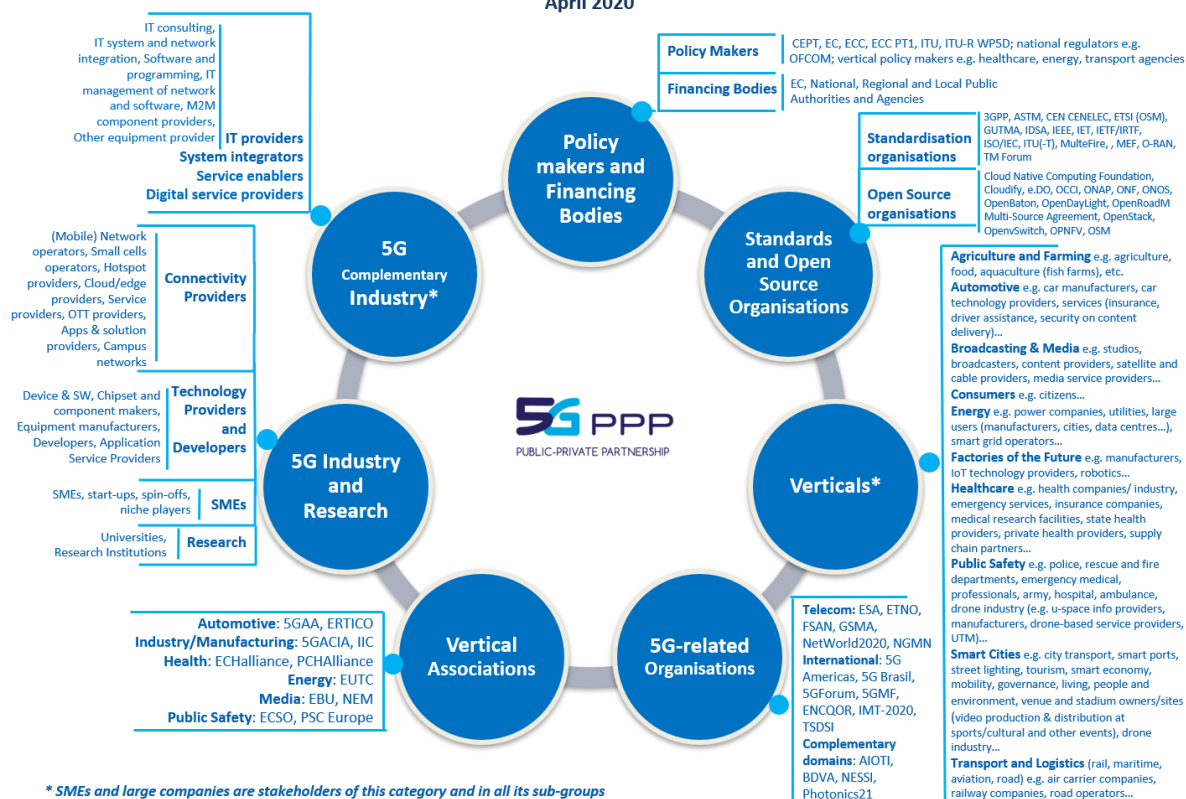 April 2020
IT consulting,
IT system and network
integration, Software and
programming, IT
management of network
and software, M2M
component providers,
Other equipment provider
IT providers
System integrators
Service enablers
Digital service providers
Policy Makers
CEPT, EC, ECC, ECC PT1, ITU, ITU-R WP5D; national regulators e.g.
OFCOM; vertical policy makers e.g. healthcare, energy, transport agencies
Financing Bodies
EC, National, Regional and Local Public
Authorities and Agencies
Standardisation
organisations
3GPP, ASTM, CEN CENELEC, ETSI (OSM),
GUTMA, IDSA, IEEE, IET, IETF/IRTF,
ISO/IEC, ITU(-T), MulteFire, , MEF, O-RAN,
TM Forum
Open Source
organisations
Cloud Native Computing Foundation,
Cloudify, e.DO, OCCI, ONAP, ONF, ONOS,
OpenBaton, OpenDayLight, OpenRoadM
Multi-Source Agreement, OpenStack,
OpenvSwitch, OPNFV, OSM
Policy
makers and
Financing
Bodies
5G
Complementary
Industry*
Standards
and Open
Source
Organisations
(Mobile) Network
operators, Small cells
operators, Hotspot
providers, Cloud/edge
providers, Service
providers, OTT providers,
Apps & solution
providers, Campus
networks
Connectivity
Providers
Device & SW, Chipset and
component makers,
Equipment manufacturers,
Developers, Application
Service Providers
Technology
Providers
and
Developers
SMEs, start-ups, spin-offs,
niche players
SMEs
Universities,
Research Institutions
Research
5G Industry
and
Research
5G PPP
PUBLIC-PRIVATE PARTNERSHIP
Verticals*
Agriculture and Farming e.g. agriculture,
food, aquaculture (fish farms), etc.
Automotive e.g. car manufacturers, car
technology providers, services (insurance,
driver assistance, security on content
delivery)...
Broadcasting & Media e.g. studios,
broadcasters, content providers, satellite and
cable providers, media service providers...
Consumers e.g. citizens...
Energy e.g. power companies, utilities, large
users (manufacturers, cities, data centres...),
smart grid operators...
Factories of the Future e.g. manufacturers,
IoT technology providers, robotics...
Healthcare e.g. health companies/ industry,
emergency services, insurance companies,
medical research facilities, state health
providers, private health providers, supply
chain partners...
Public Safety e.g. police, rescue and fire
departments, emergency medical,
professionals, army, hospital, ambulance,
drone industry (e.g. u-space info providers,
manufacturers, drone-based service providers,
UTM)...
Smart Cities e.g. city transport, smart ports,
street lighting, tourism, smart economy,
mobility, governance, living, people and
environment, venue and stadium owners/sites
(video production & distribution at
sports/cultural and other events), drone
industry...
Transport and Logistics (rail, maritime,
aviation, road) e.g. air carrier companies,
railway companies, road operators...
Automotive: 5GAA, ERTICO
Industry/Manufacturing: 5GACIA, IIC
Health: ECHalliance, PCHAlliance
Energy: EUTC
Media: EBU, NEM
Public Safety: ECSO, PSC Europe
Vertical
Associations
5G-related
Organisations
Telecom: ESA, ETNO,
FSAN, GSMA,
NetWorld2020, NGMN
International: 5G
Americas, 5G Brasil,
5GForum, 5GMF,
ENCQOR, IMT-2020,
TSDSI
Complementary
domains: AIOTI,
BDVA, NESSI,
Photonics21
* SMEs and large companies are stakeholders of this category and in all its sub-groups